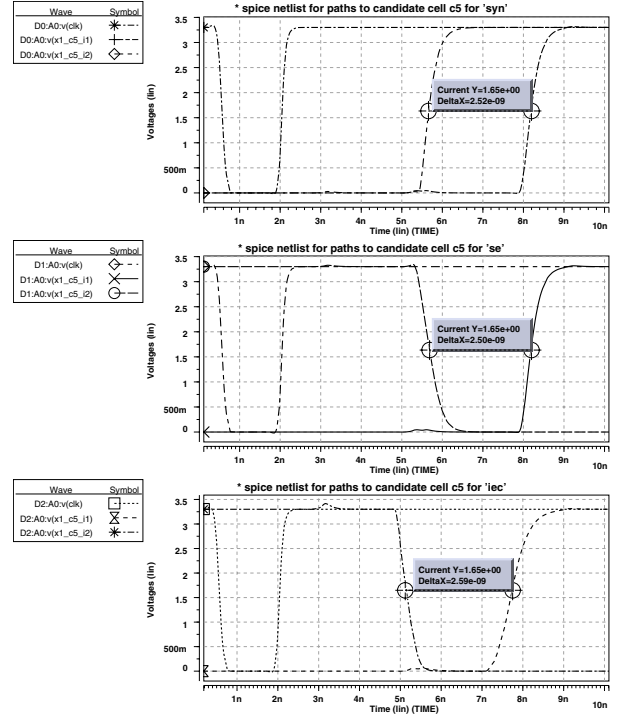 * spice netlist for paths to candidate cell c5 for 'syn'
Wave Symbol
D0:A0:v(clk)
D0:A0:v(x1_c5_i1)
D0:A0:v(x1_c5_i2)
Voltages (lin)
3.5
3
2.5
2
1.5
1
500m
0
Current Y=1.65e+00
DeltaX=2.52e-09
1n 2n 3n 4n 5n 6n 7n 8n 9n 10n
Time (lin) (TIME)
* spice netlist for paths to candidate cell c5 for 'se'
Wave Symbol
D1:A0:v(clk)
D1:A0:v(x1_c5_i1)
D1:A0:v(x1_c5_i2)
Voltages (lin)
3.5
3
2.5
2
1.5
1
500m
0
Current Y=1.65e+00
DeltaX=2.50e-09
1n 2n 3n 4n 5n 6n 7n 8n 9n 10n
Time (lin) (TIME)
* spice netlist for paths to candidate cell c5 for 'iec'
Wave Symbol
D2:A0:v(clk)
D2:A0:v(x1_c5_i1)
D2:A0:v(x1_c5_i2)
Voltages (lin)
3.5
3
2.5
2
1.5
1
500m
0
Current Y=1.65e+00
DeltaX=2.59e-09
1n 2n 3n 4n 5n 6n 7n 8n 9n 10n
Time (lin) (TIME)